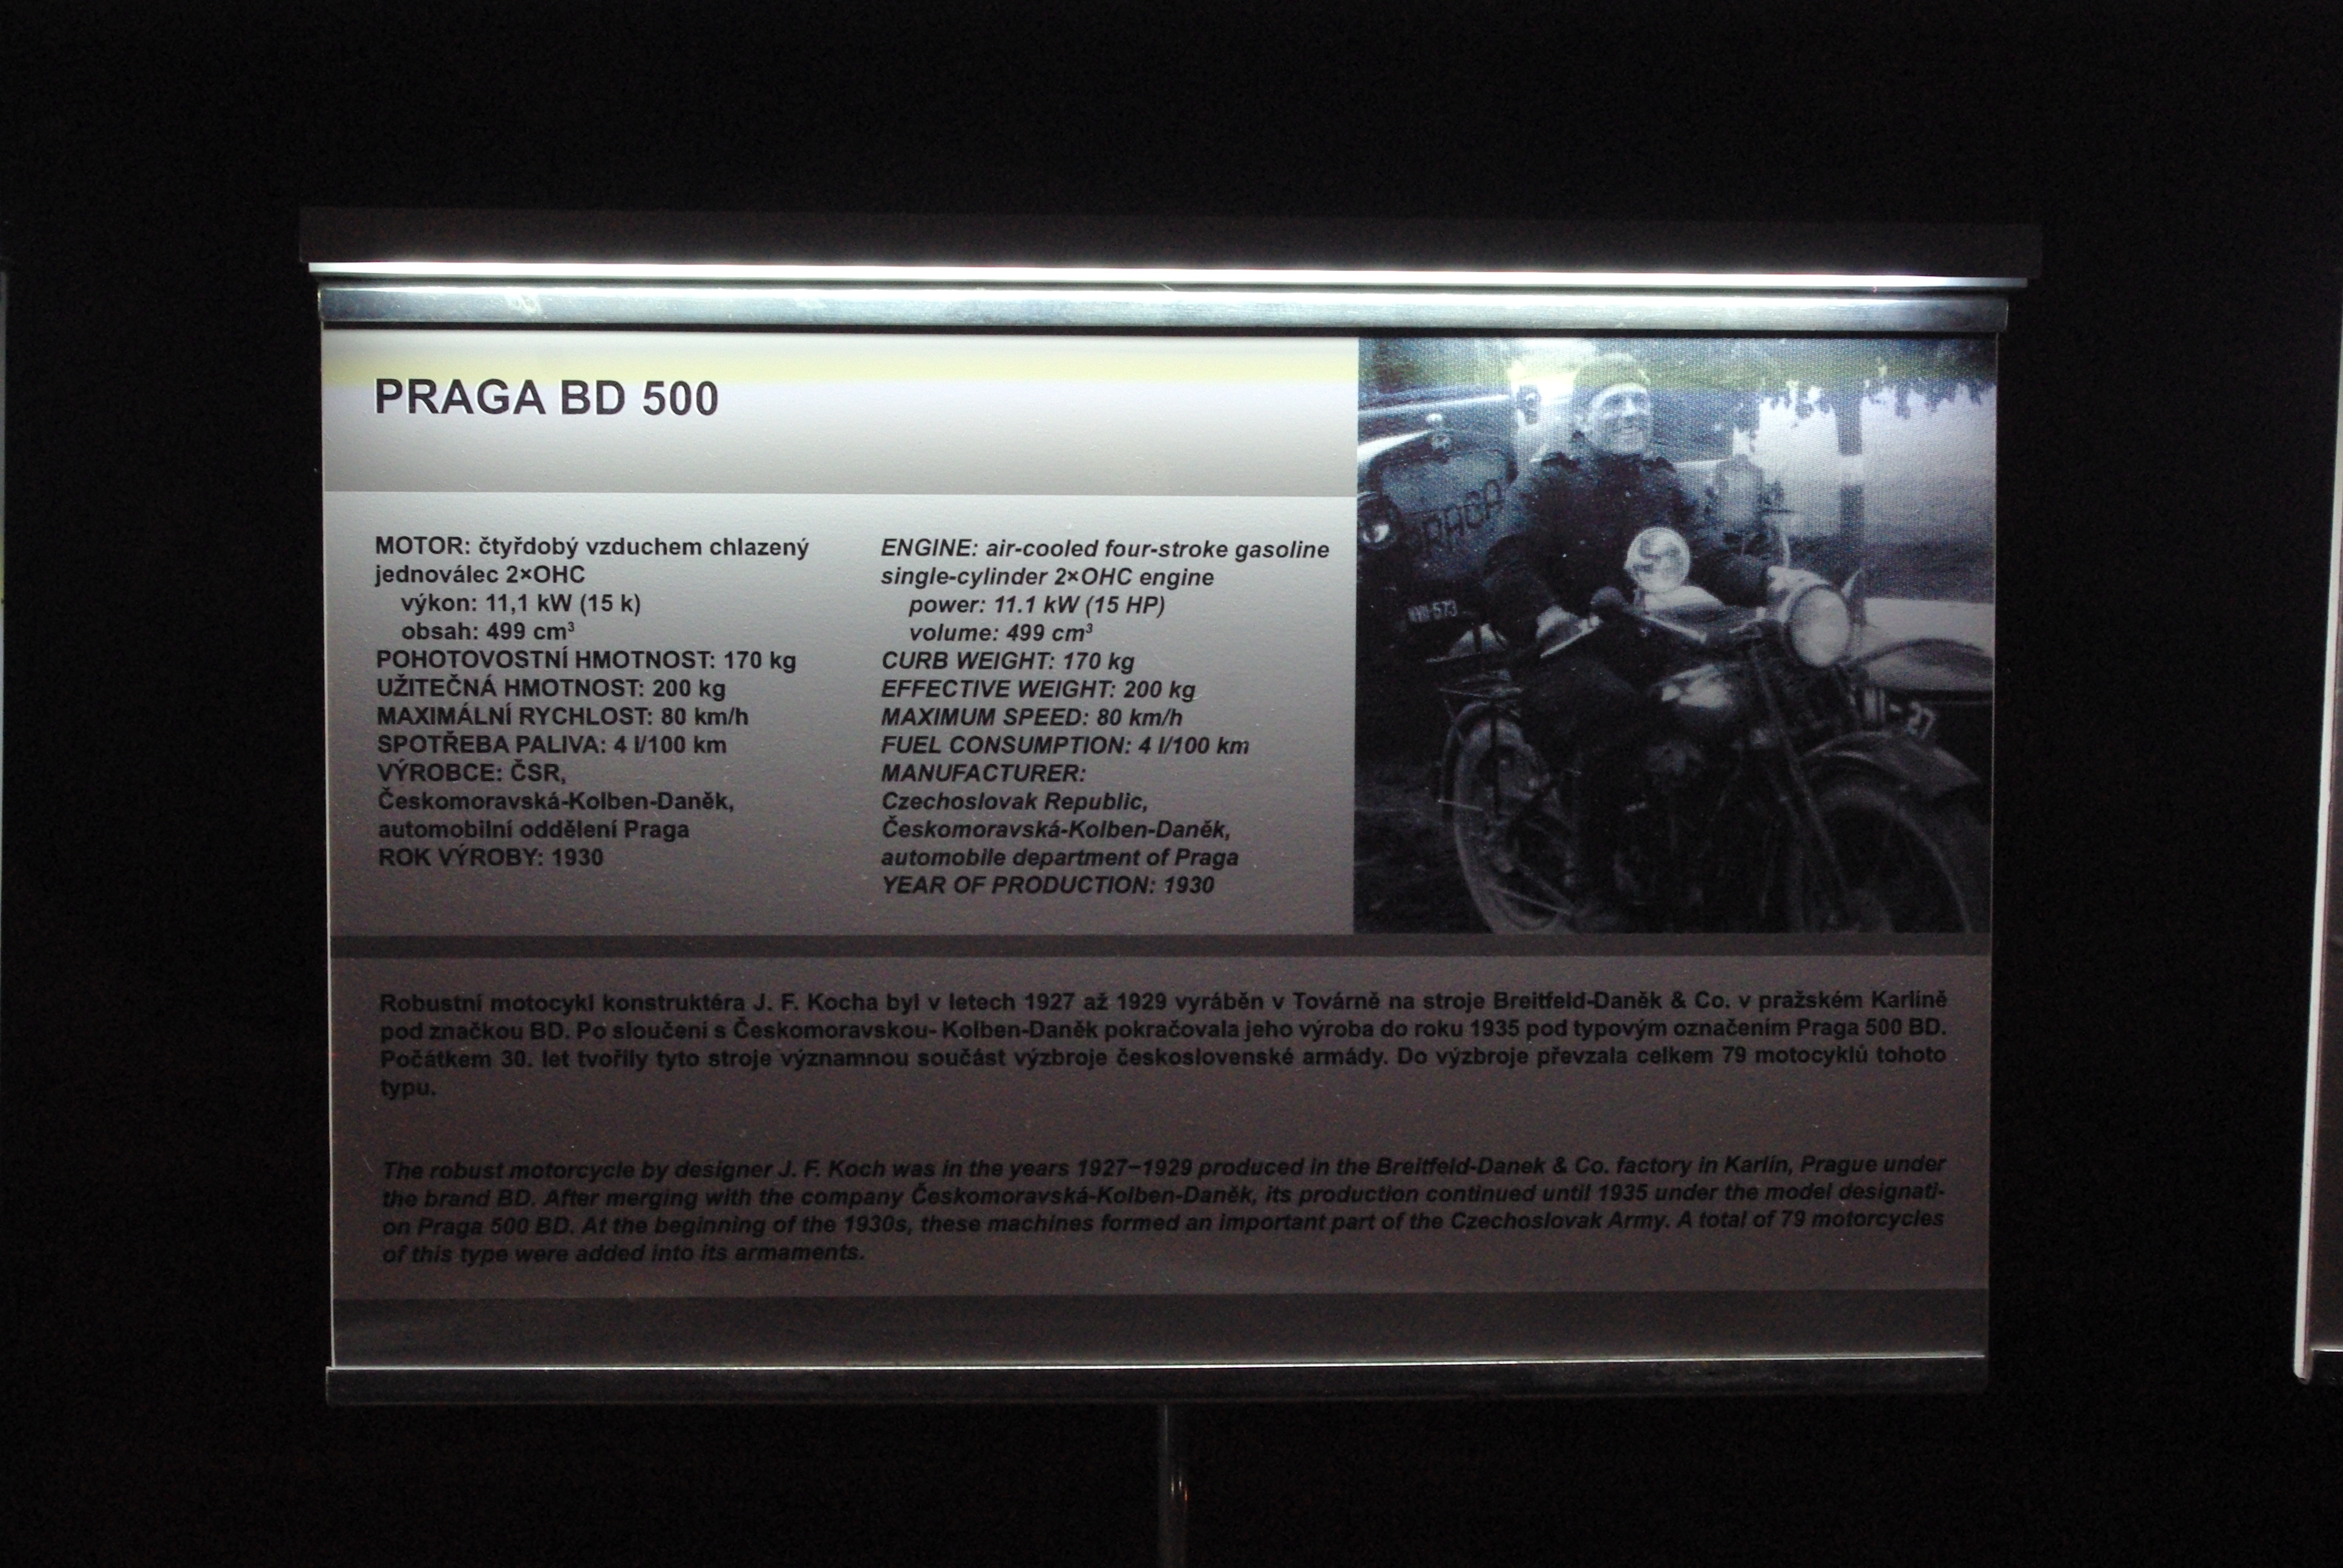 PRAGA BD 500
MOTOR: čtyřdobý vzduchem chlazený
jednoválec 2×OHC
výkon: 11,1 kW (15 k)
obsah: 499 cm³
POHOTOVOSTNÍ HMOTNOST: 170 kg
UŽITEČNÁ HMOTNOST: 200 kg
MAXIMÁLNÍ RYCHLOST: 80 km/h
SPOTŘEBA PALIVA: 4 l/100 km
VÝROBCE: ČSR,
Českomoravská-Kolben-Daněk,
automobilní oddělení Praga
ROK VÝROBY: 1930
ENGINE: air-cooled four-stroke gasoline
single-cylinder 2×OHC engine
power: 11.1 kW (15 HP)
volume: 499 cm³
CURB WEIGHT: 170 kg
EFFECTIVE WEIGHT: 200 kg
MAXIMUM SPEED: 80 km/h
FUEL CONSUMPTION: 4 l/100 km
MANUFACTURER:
Czechoslovak Republic,
Českomoravská-Kolben-Daněk,
automobile department of Praga
YEAR OF PRODUCTION: 1930
PRAGA
Robustní motocykl konstruktéra J. F. Kocha byl v letech 1927 až 1929 vyráběn v Továrně na stroje Breitfeld-Daněk & Co. v pražském Karlíně
pod značkou BD. Po sloučení s Českomoravskou- Kolben-Daněk pokračovala jeho výroba do roku 1935 pod typovým označením Praga 500 BD.
Počátkem 30. let tvořily tyto stroje významnou součást výzbroje československé armády. Do výzbroje převzala celkem 79 motocyklů tohoto
typu.
The robust motorcycle by designer J. F. Koch was in the years 1927–1929 produced in the Breitfeld-Danek & Co. factory in Karlín, Prague under
the brand BD. After merging with the company Českomoravská-Kolben-Daněk, its production continued until 1935 under the model designati-
on Praga 500 BD. At the beginning of the 1930s, these machines formed an important part of the Czechoslovak Army. A total of 79 motorcycles
of this type were added into its armaments.